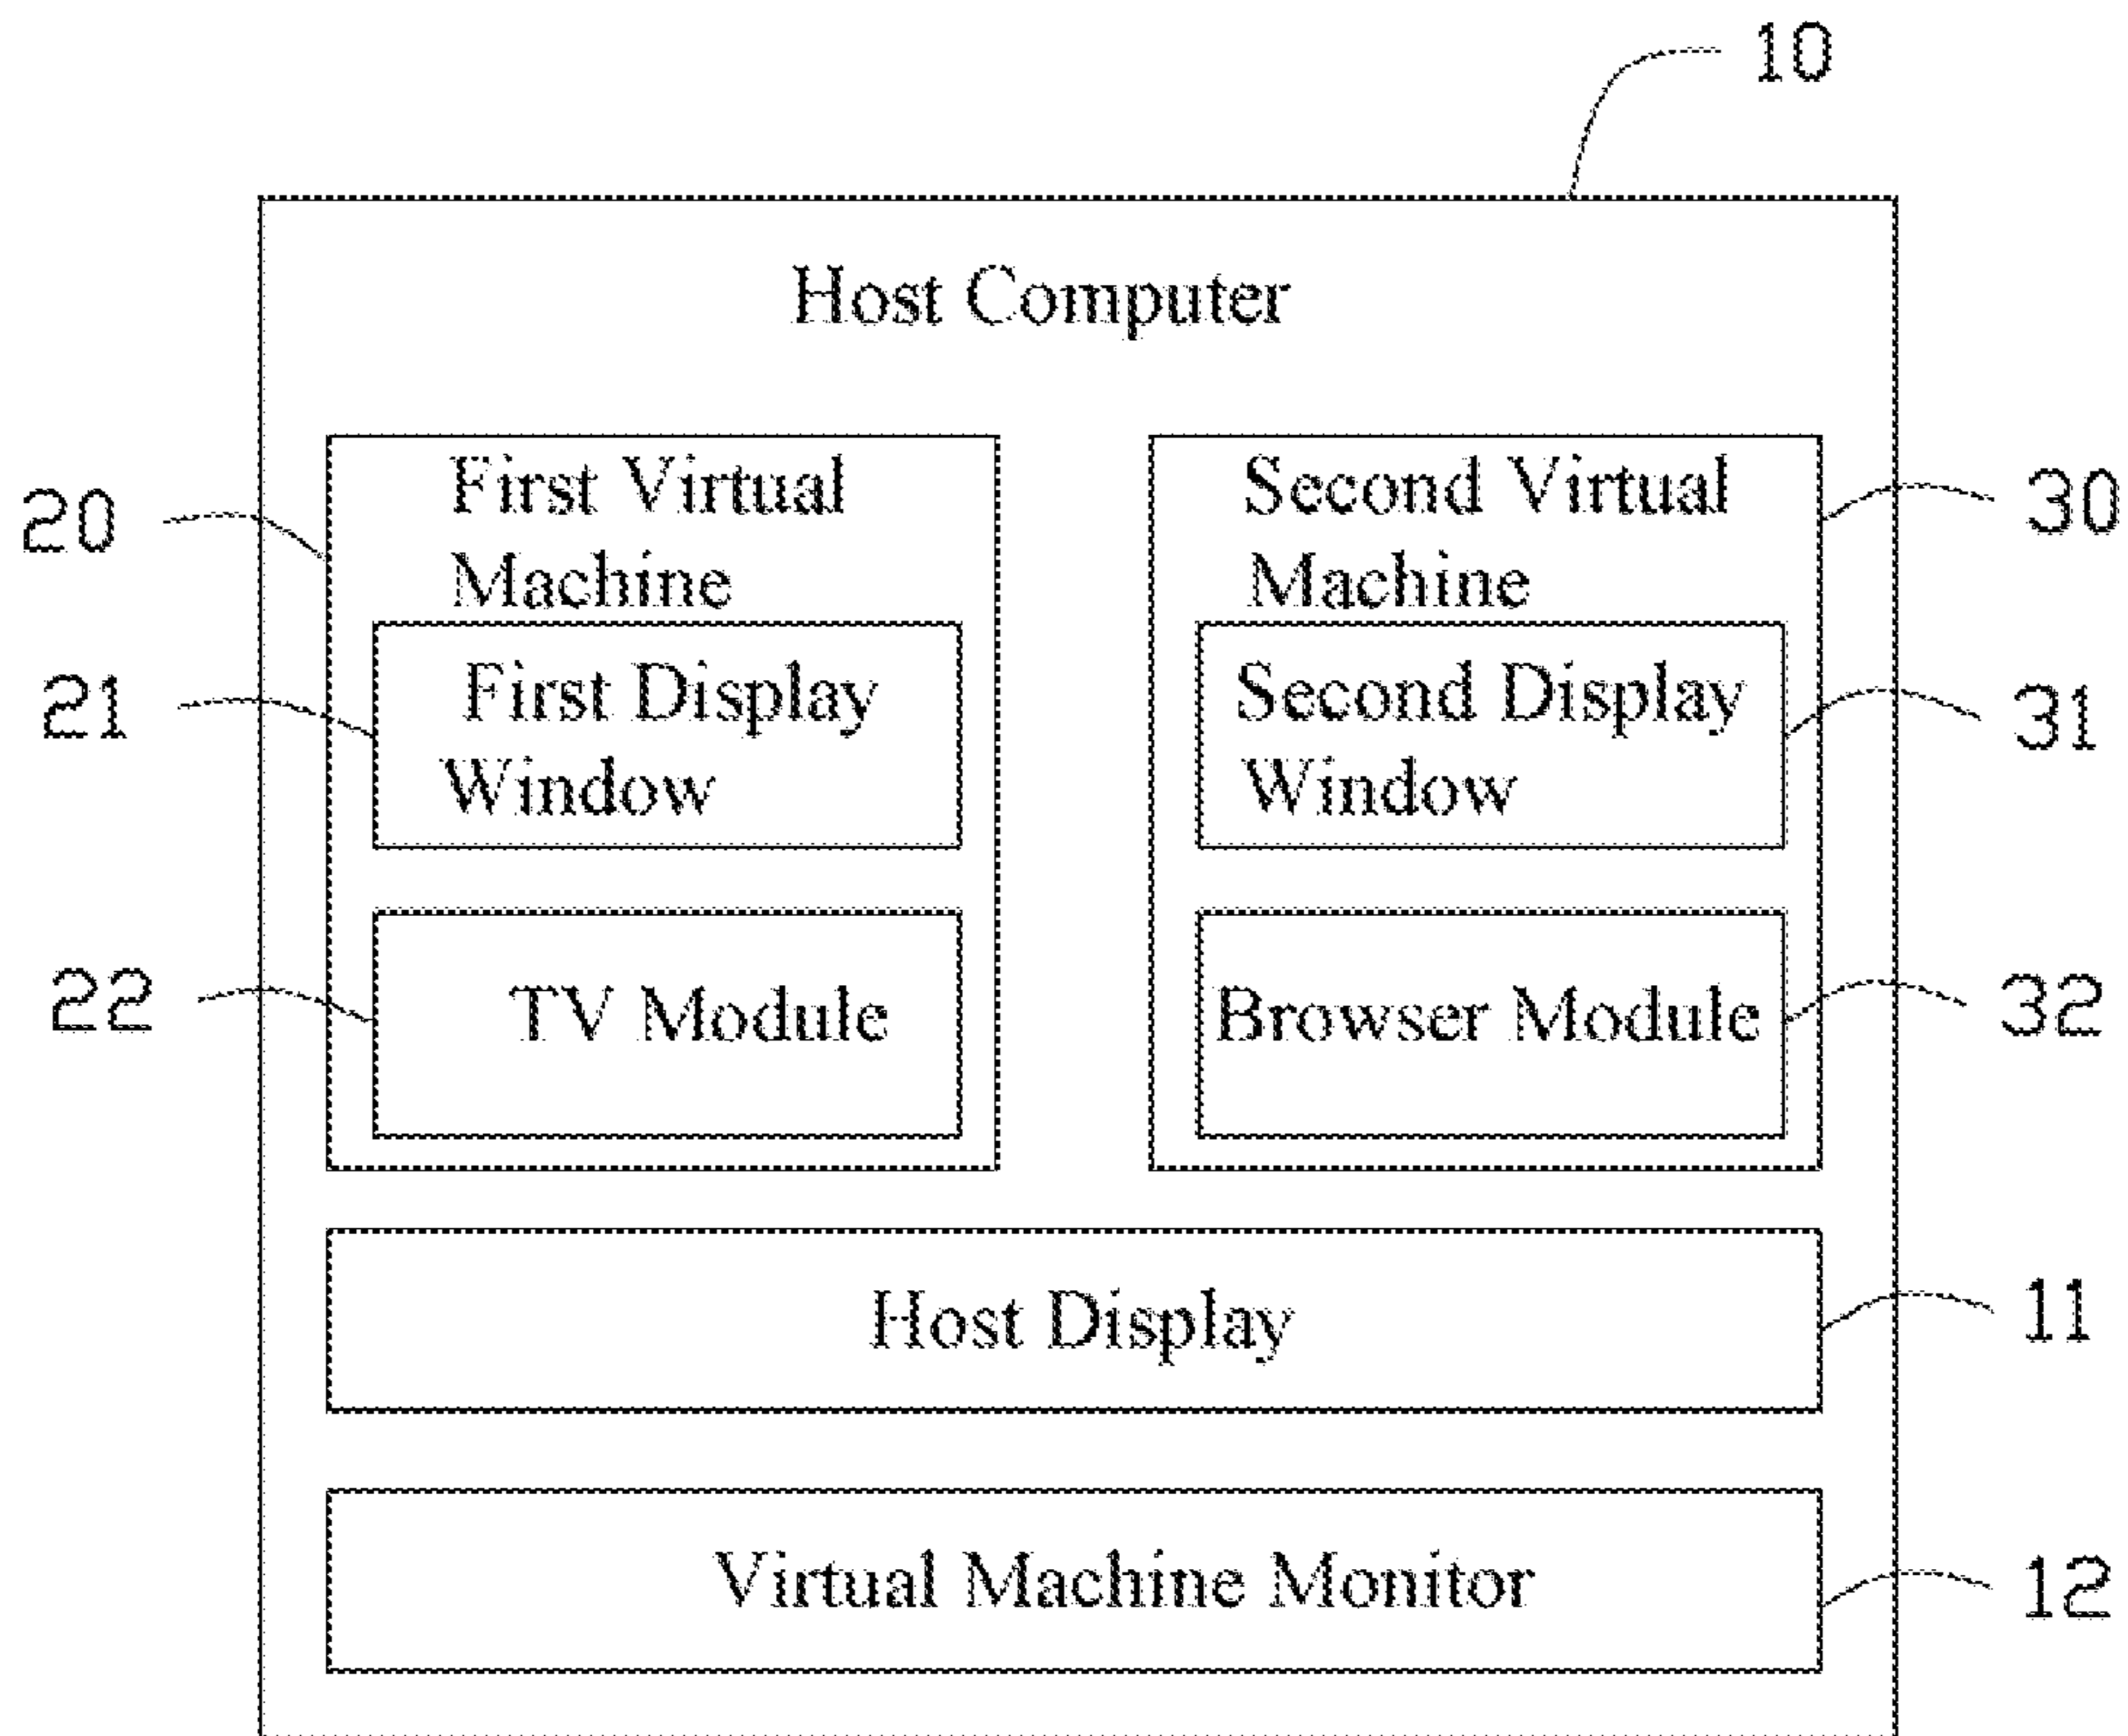 10
Host Computer
20
First Virtual
Machine
Second Virtual
Machine
30
21
First Display
Window
Second Display
Window
31
22
TV Module
Browser Module
32
Host Display
11
Virtual Machine Monitor
12